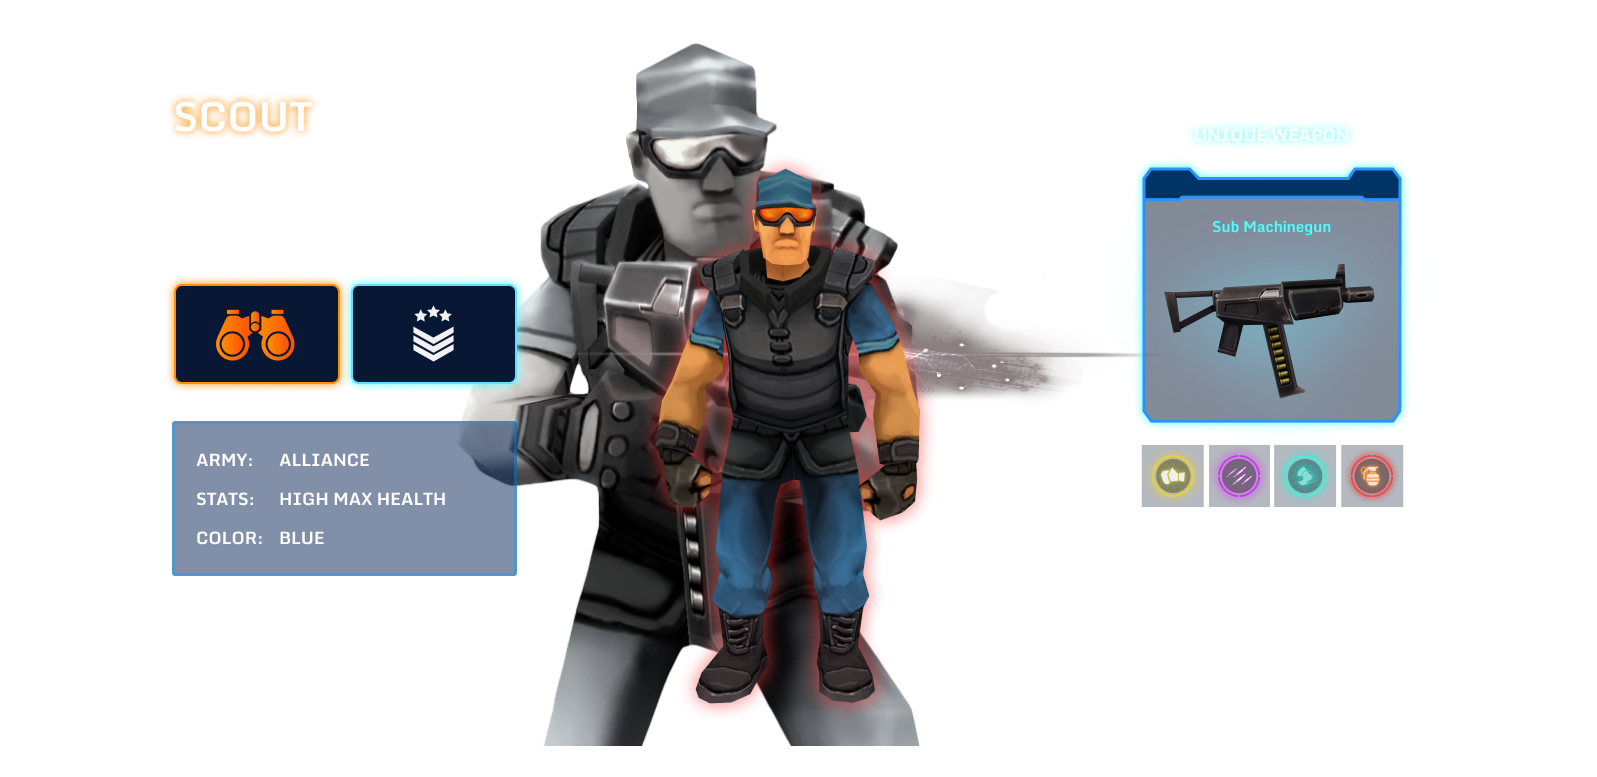 SCOUT
UNIQUE WEAPON
Sub Machinegun
ARMY: ALLIANCE
STATS: HIGH MAX HEALTH
COLOR: BLUE